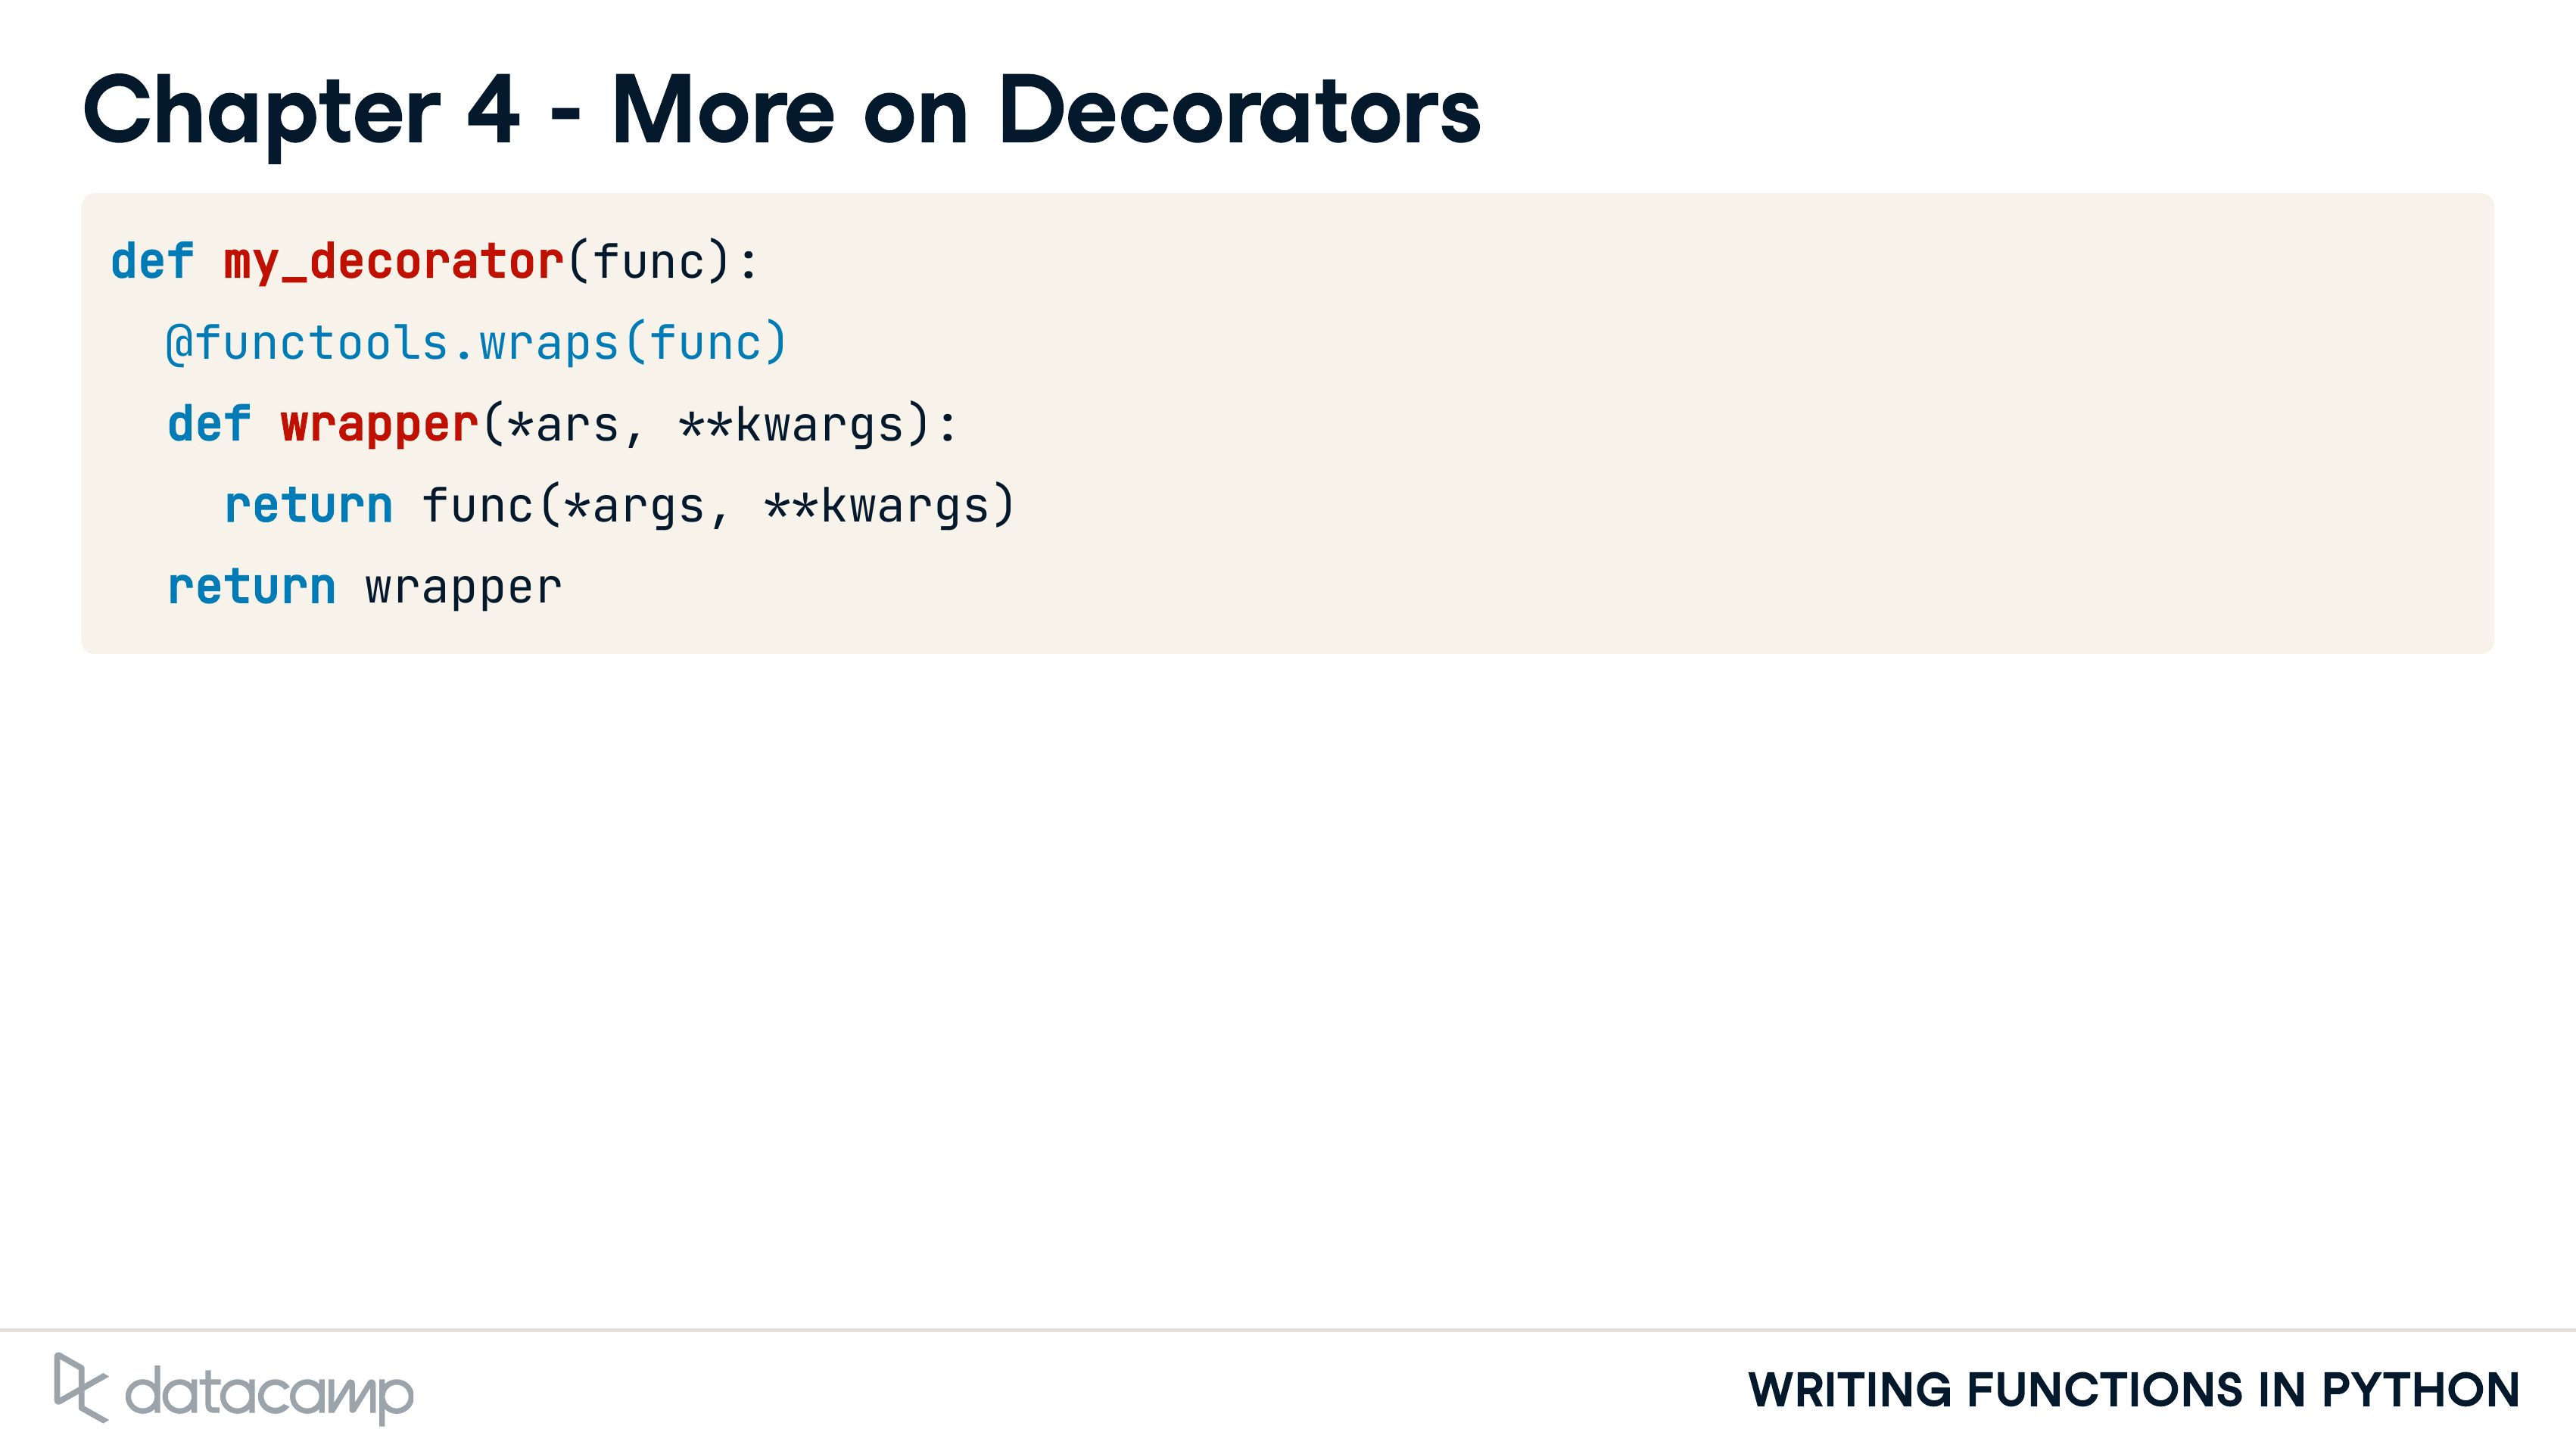 Chapter 4 - More on Decorators
def my_decorator(func):
  @functools.wraps(func)
  def wrapper(*ars, **kwargs):
    return func(*args, **kwargs)
  return wrapper
datacamp
WRITING FUNCTIONS IN PYTHON